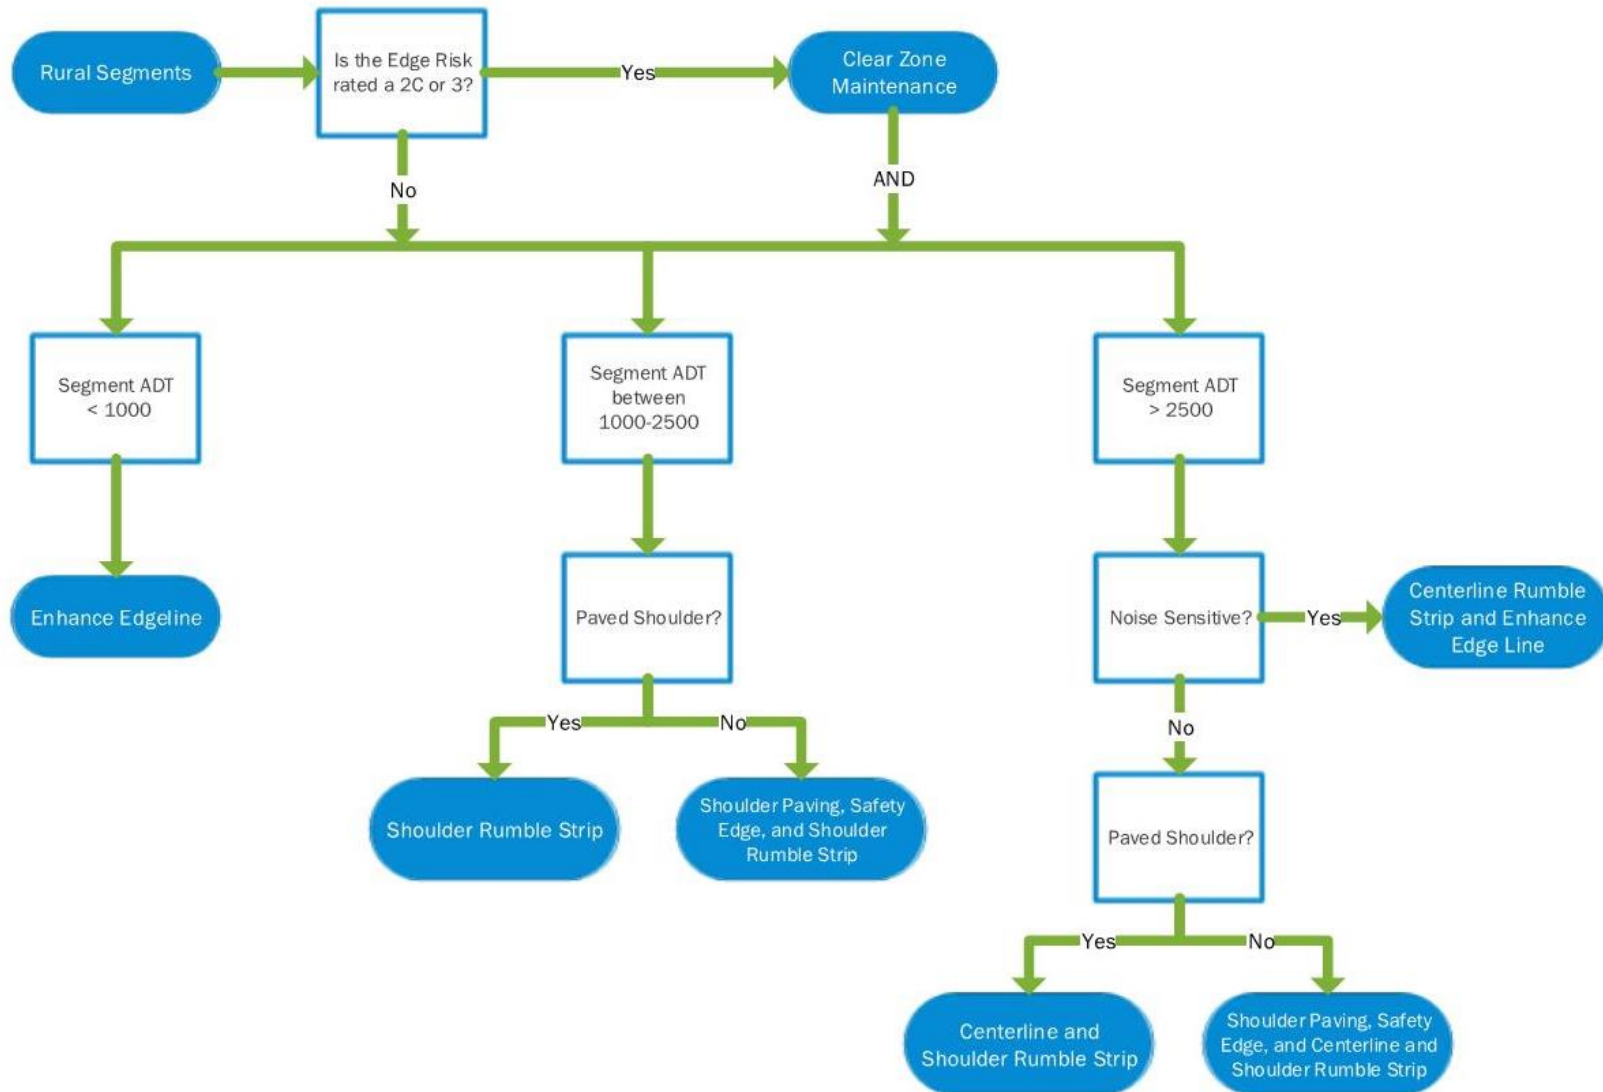 Rural Segments
Is the Edge Risk
rated a 2C or 3?
Yes
Clear Zone
Maintenance
No
AND
Segment ADT
< 1000
Segment ADT
between
1000-2500
Segment ADT
> 2500
Enhance Edgeline
Paved Shoulder?
Noise Sensitive?
Yes
Centerline Rumble
Strip and Enhance
Edge Line
Yes
No
No
Shoulder Rumble Strip
Shoulder Paving, Safety
Edge, and Shoulder
Rumble Strip
Paved Shoulder?
Yes
No
Centerline and
Shoulder Rumble Strip
Shoulder Paving, Safety
Edge, and Centerline and
Shoulder Rumble Strip